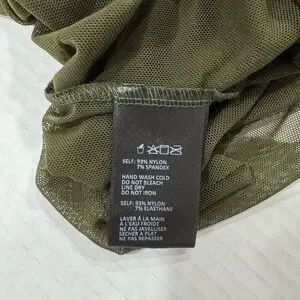 SELF: 93% NYLON
7% SPANDEX
HAND WASH COLD
DO NOT BLEACH
LINE DRY
DO NOT IRON
SELF: 93% NYLON
7% ELASTHANE
LAVER À LA MAIN
A L'EAU FROIDE
NE PAS JAVELLISER
SÉCHER À PLAT
NE PAS REPASSER